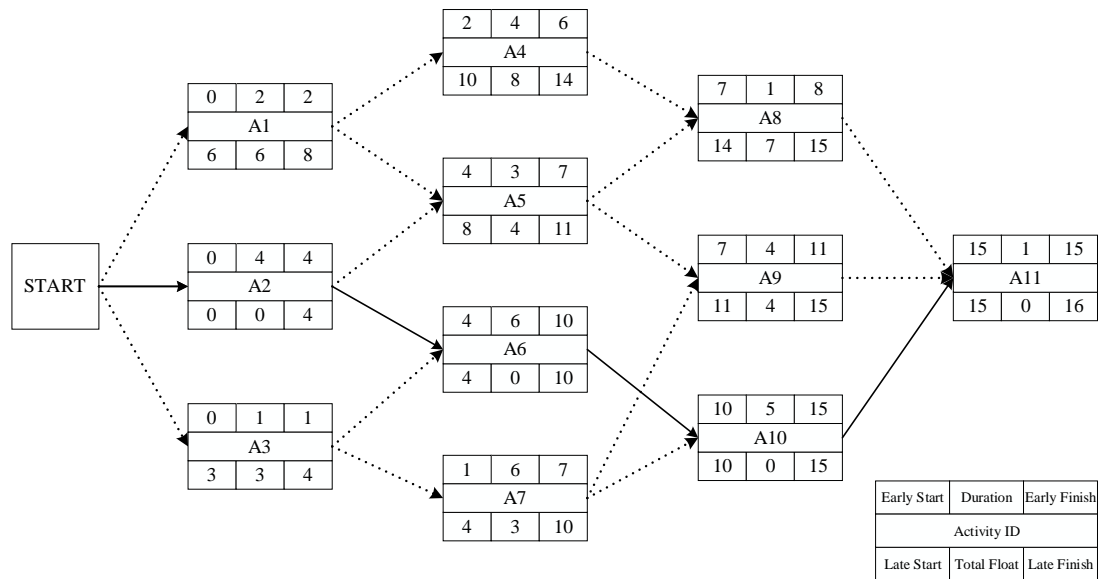 START
0 2 2
A1
6 6 8
0 4 4
A2
0 0 4
0 1 1
A3
3 3 4
2 4 6
A4
10 8 14
4 3 7
A5
8 4 11
4 6 10
A6
4 0 10
1 6 7
A7
4 3 10
7 1 8
A8
14 7 15
7 4 11
A9
11 4 15
10 5 15
A10
10 0 15
15 1 15
A11
15 0 16
Early Start Duration Early Finish
Activity ID
Late Start Total Float Late Finish